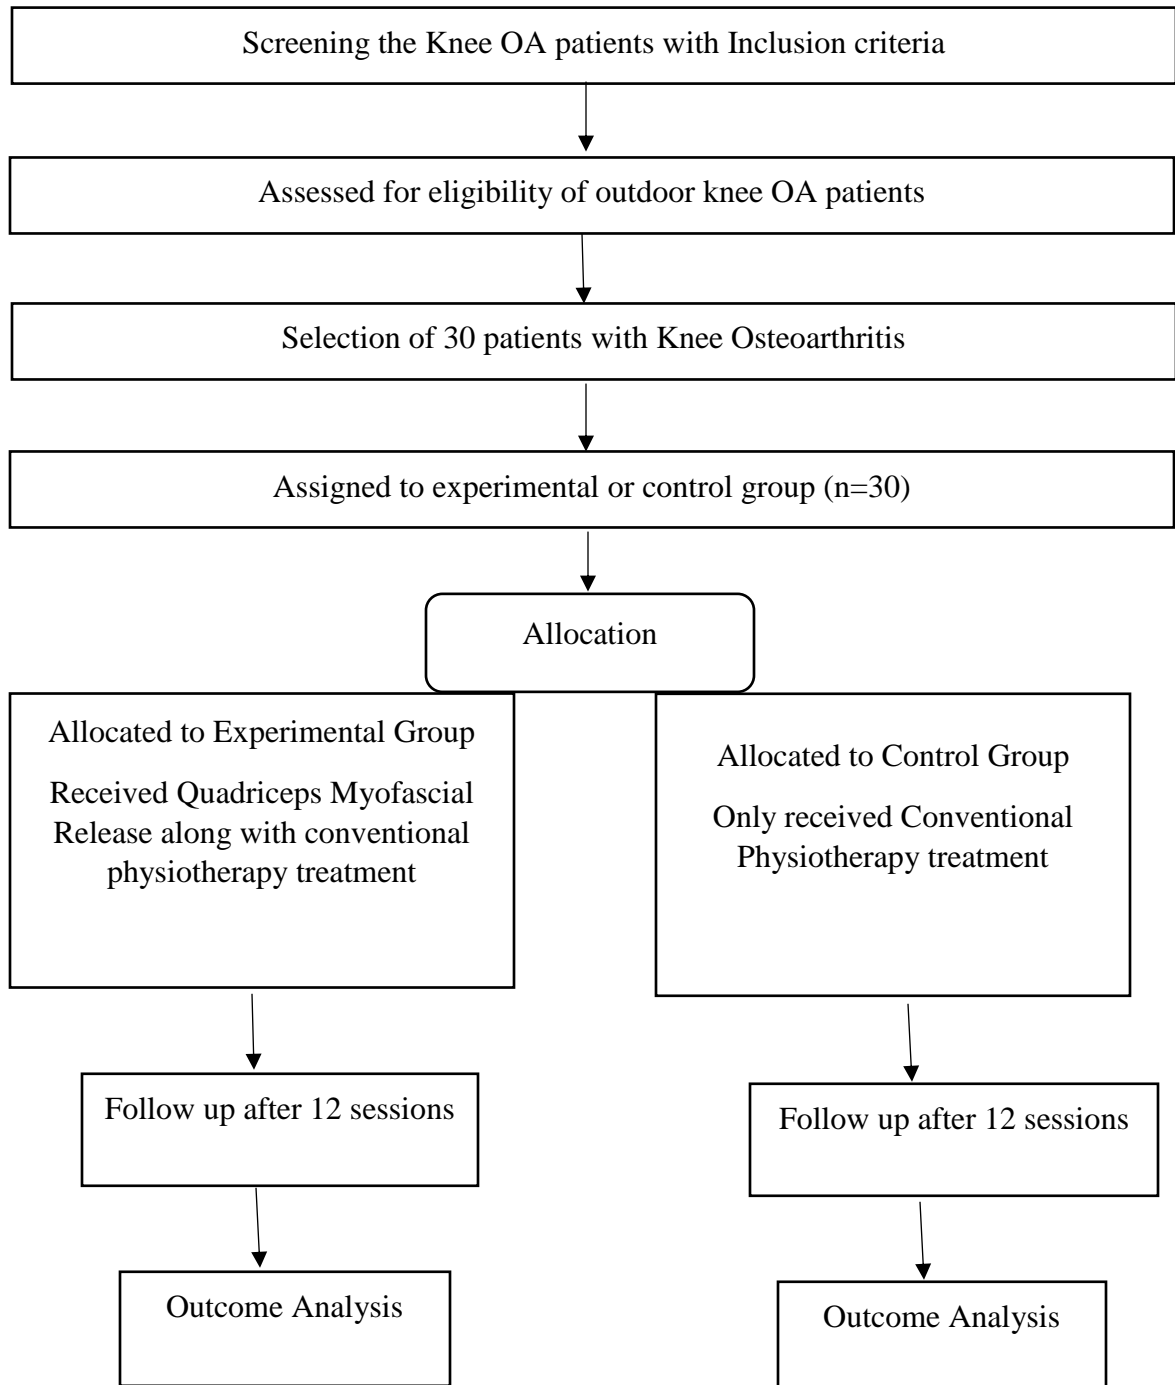 Screening the Knee OA patients with Inclusion criteria
Assessed for eligibility of outdoor knee OA patients
Selection of 30 patients with Knee Osteoarthritis
Assigned to experimental or control group (n=30)
Allocation
Allocated to Experimental Group
Received Quadriceps Myofascial
Release along with conventional
physiotherapy treatment
Allocated to Control Group
Only received Conventional
Physiotherapy treatment
Follow up after 12 sessions
Follow up after 12 sessions
Outcome Analysis
Outcome Analysis